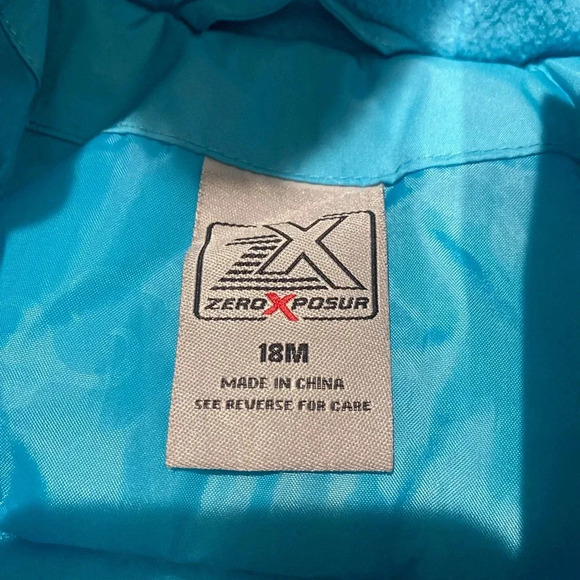 ZX
ZEROXPOSUR
18M
MADE IN CHINA
SEE REVERSE FOR CARE